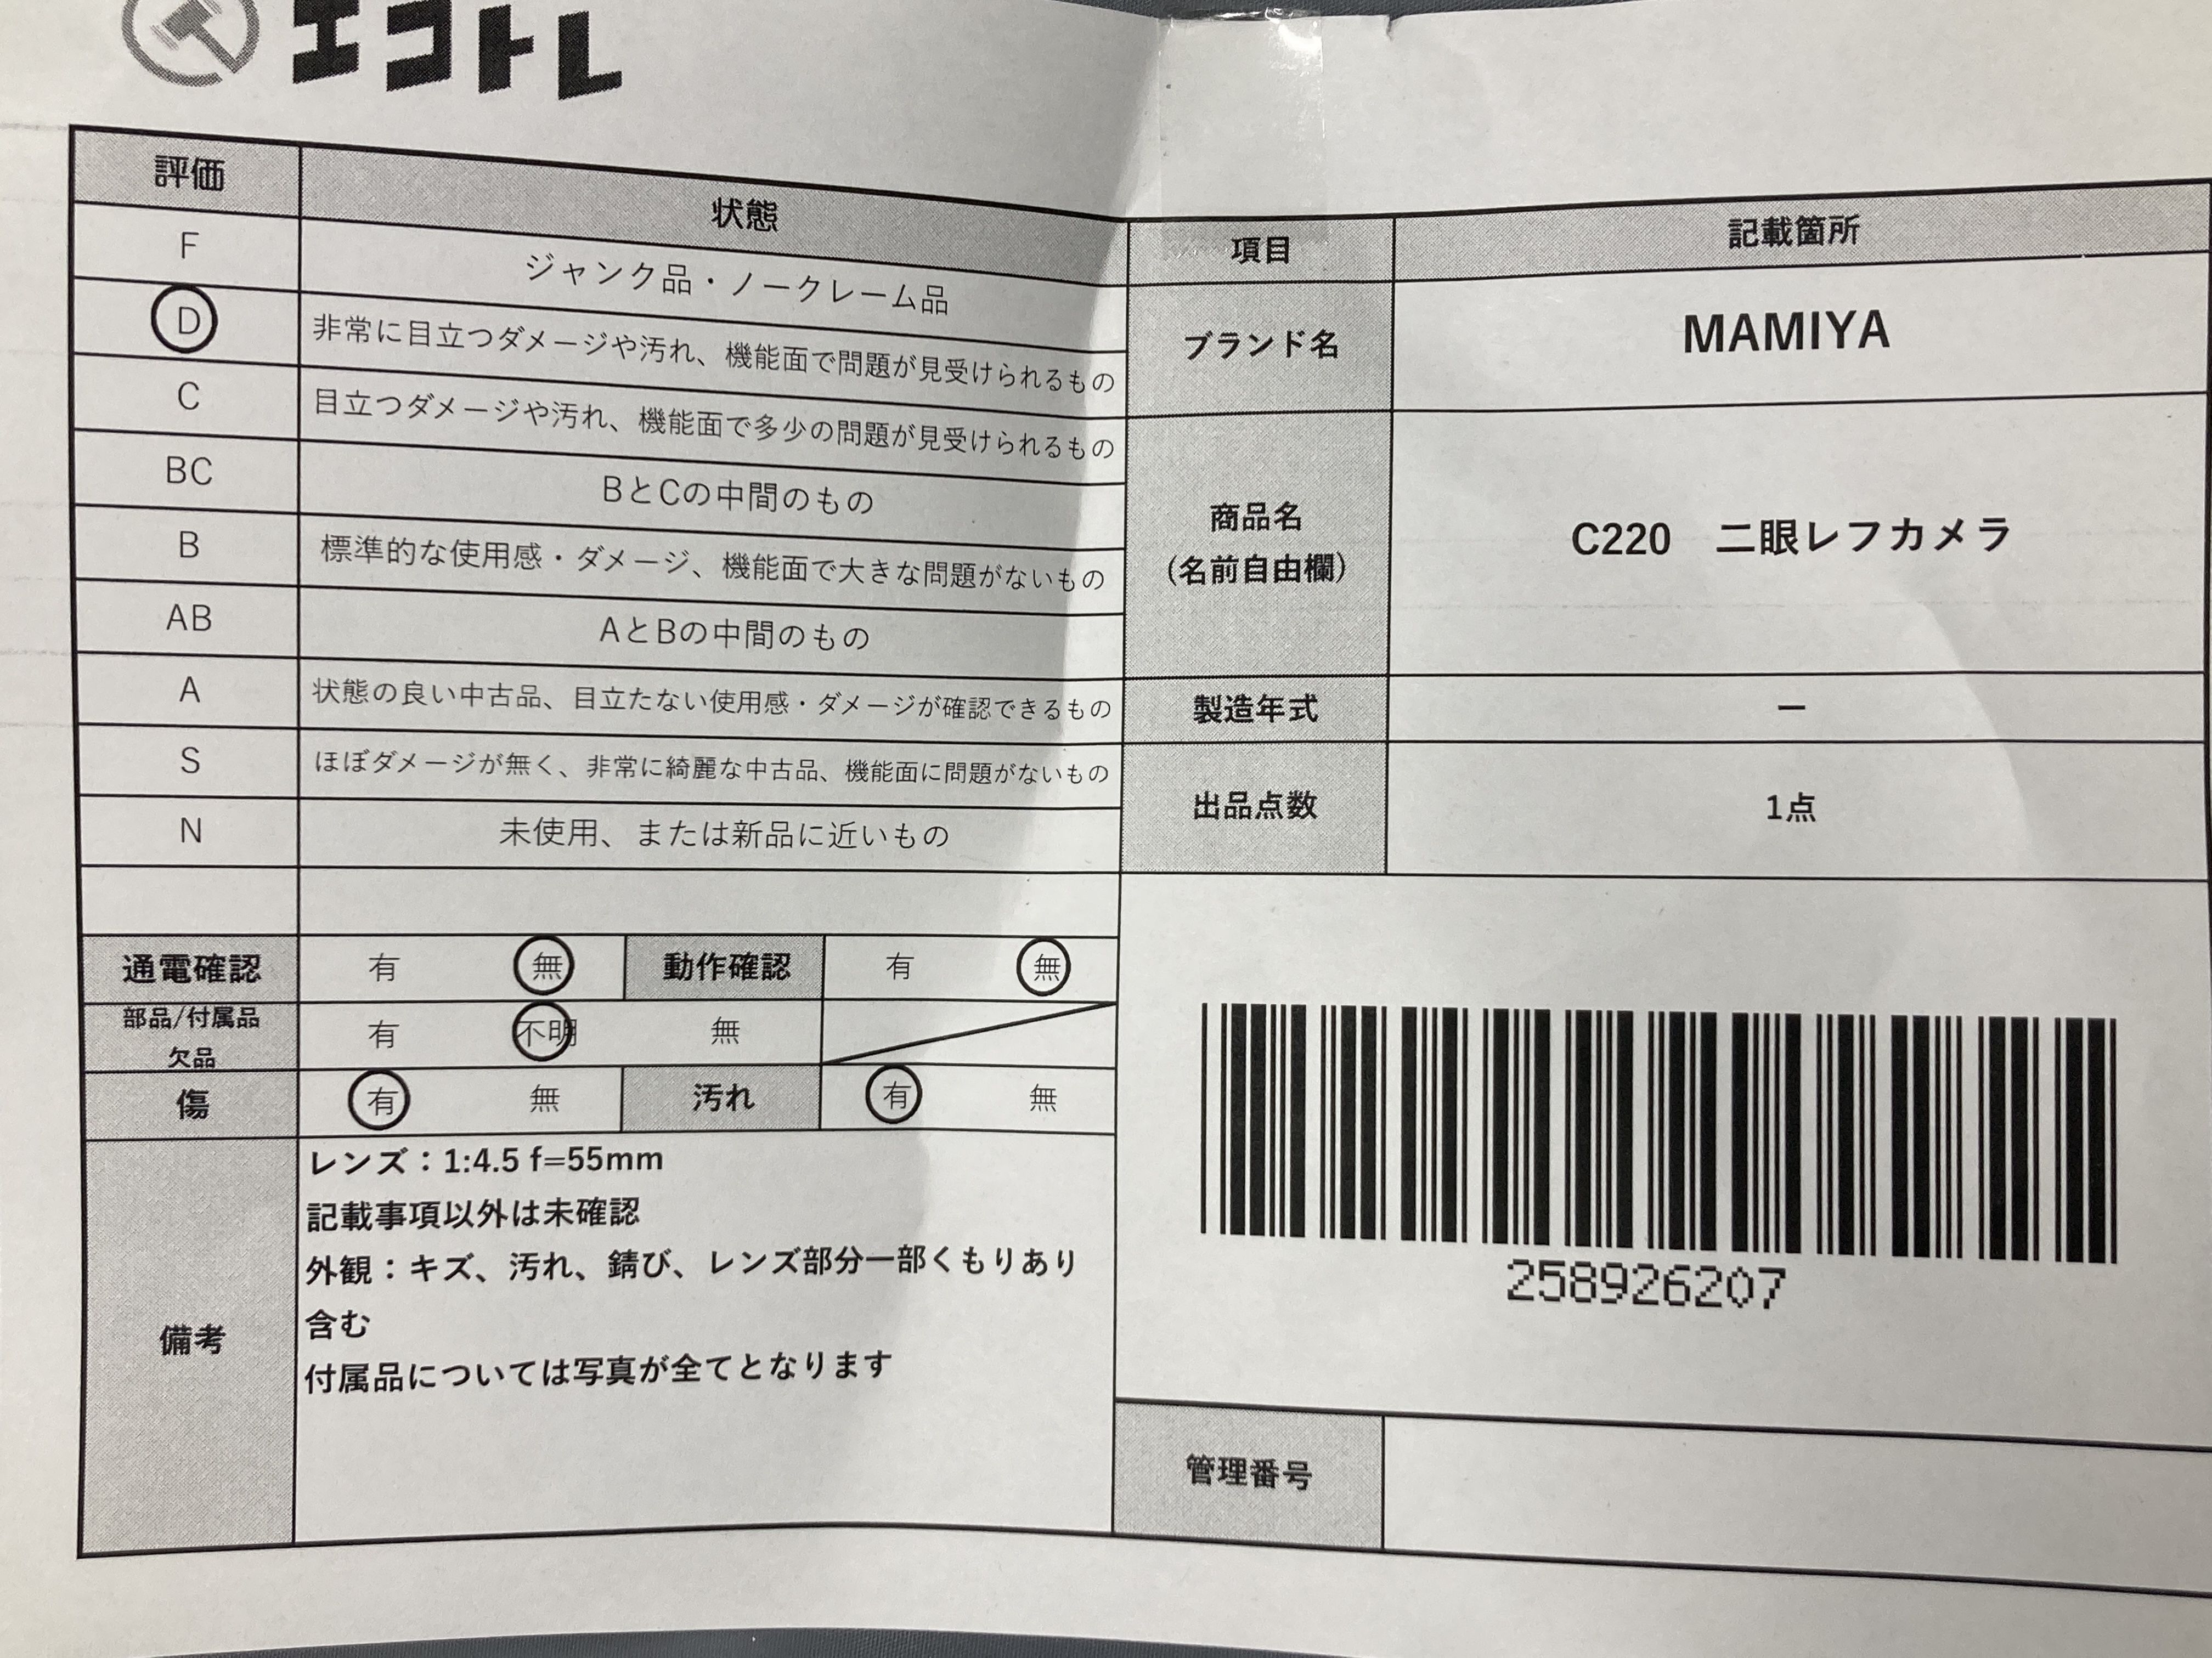 エコトレ
評価 状態
F ジャンク品・ノークレーム品
D 非常に目立つダメージや汚れ、機能面で問題が見受けられるもの
C 目立つダメージや汚れ、機能面で多少の問題が見受けられるもの
BC BとCの中間のもの
B 標準的な使用感・ダメージ、機能面で大きな問題がないもの
AB AとBの中間のもの
A 状態の良い中古品、目立たない使用感・ダメージが確認できるもの
S ほぼダメージが無く、非常に綺麗な中古品、機能面に問題がないもの
N 未使用、または新品に近いもの
通電確認 有 無 動作確認 有 無
部品/付属品
欠品 有 不明 無
傷 有 無 汚れ 有 無
備考
レンズ：1:4.5 f=55mm
記載事項以外は未確認
外観：キズ、汚れ、錆び、レンズ部分一部くもりあり
含む
付属品については写真が全てとなります
項目 記載箇所
ブランド名 MAMIYA
商品名
(名前自由欄)
C220 二眼レフカメラ
製造年式 ー
出品点数 1点
258926207
管理番号